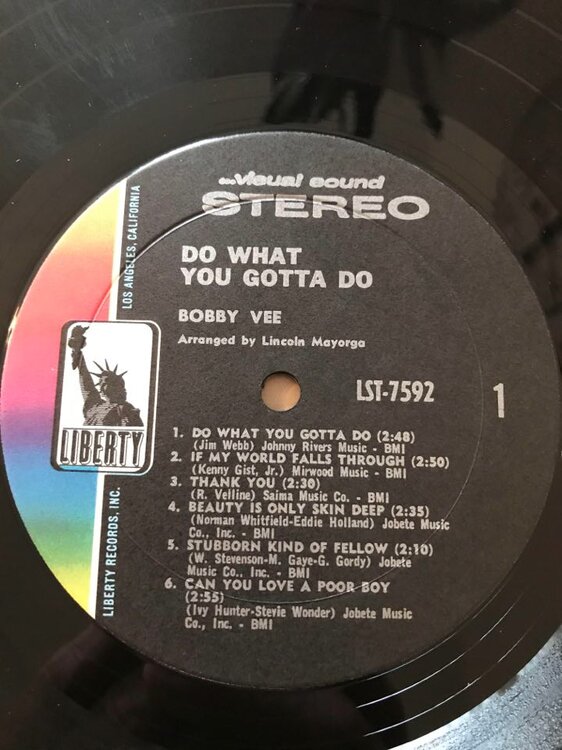 the visual sound
STEREO
DO WHAT
YOU GOTTA DO
BOBBY VEE
Arranged by Lincoln Mayorga
LST-7592
1
1. DO WHAT YOU GOTTA DO (2:48)
(Jim Webb) Johnny Rivers Music - BMI
2. IF MY WORLD FALLS THROUGH (2:50)
(Kenny Gist, Jr.) Mirwood Music - BMI
3. THANK YOU (2:30)
(R. Velline) Saima Music Co. - BMI
4. BEAUTY IS ONLY SKIN DEEP (2:35)
(Norman Whitfield-Eddie Holland) Jobete Music
Co., Inc. - BMI
5. STUBBORN KIND OF FELLOW (2:10)
(W. Stevenson-M. Gaye-G. Gordy) Jobete
Music Co., Inc. - BMI
6. CAN YOU LOVE A POOR BOY
(2:55)
(Ivy Hunter-Stevie Wonder) Jobete Music
Co., Inc. - BMI
LIBERTY
LIBERTY RECORDS, INC. LOS ANGELES, CALIFORNIA